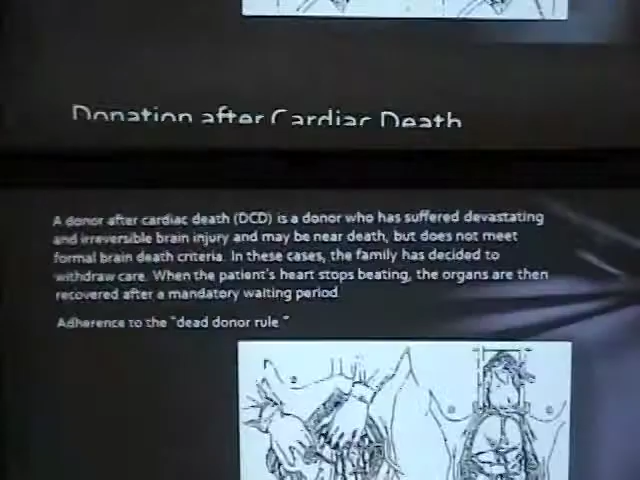 Donation after Cardiac Death
A donor after cardiac death (DCD) is a donor who has suffered devastating
and irreversible brain injury and may be near death, but does not meet
formal brain death criteria. In these cases, the family has decided to
withdraw care. When the patient's heart stops beating, the organs are then
recovered after a mandatory waiting period
Adherence to the "dead donor rule"